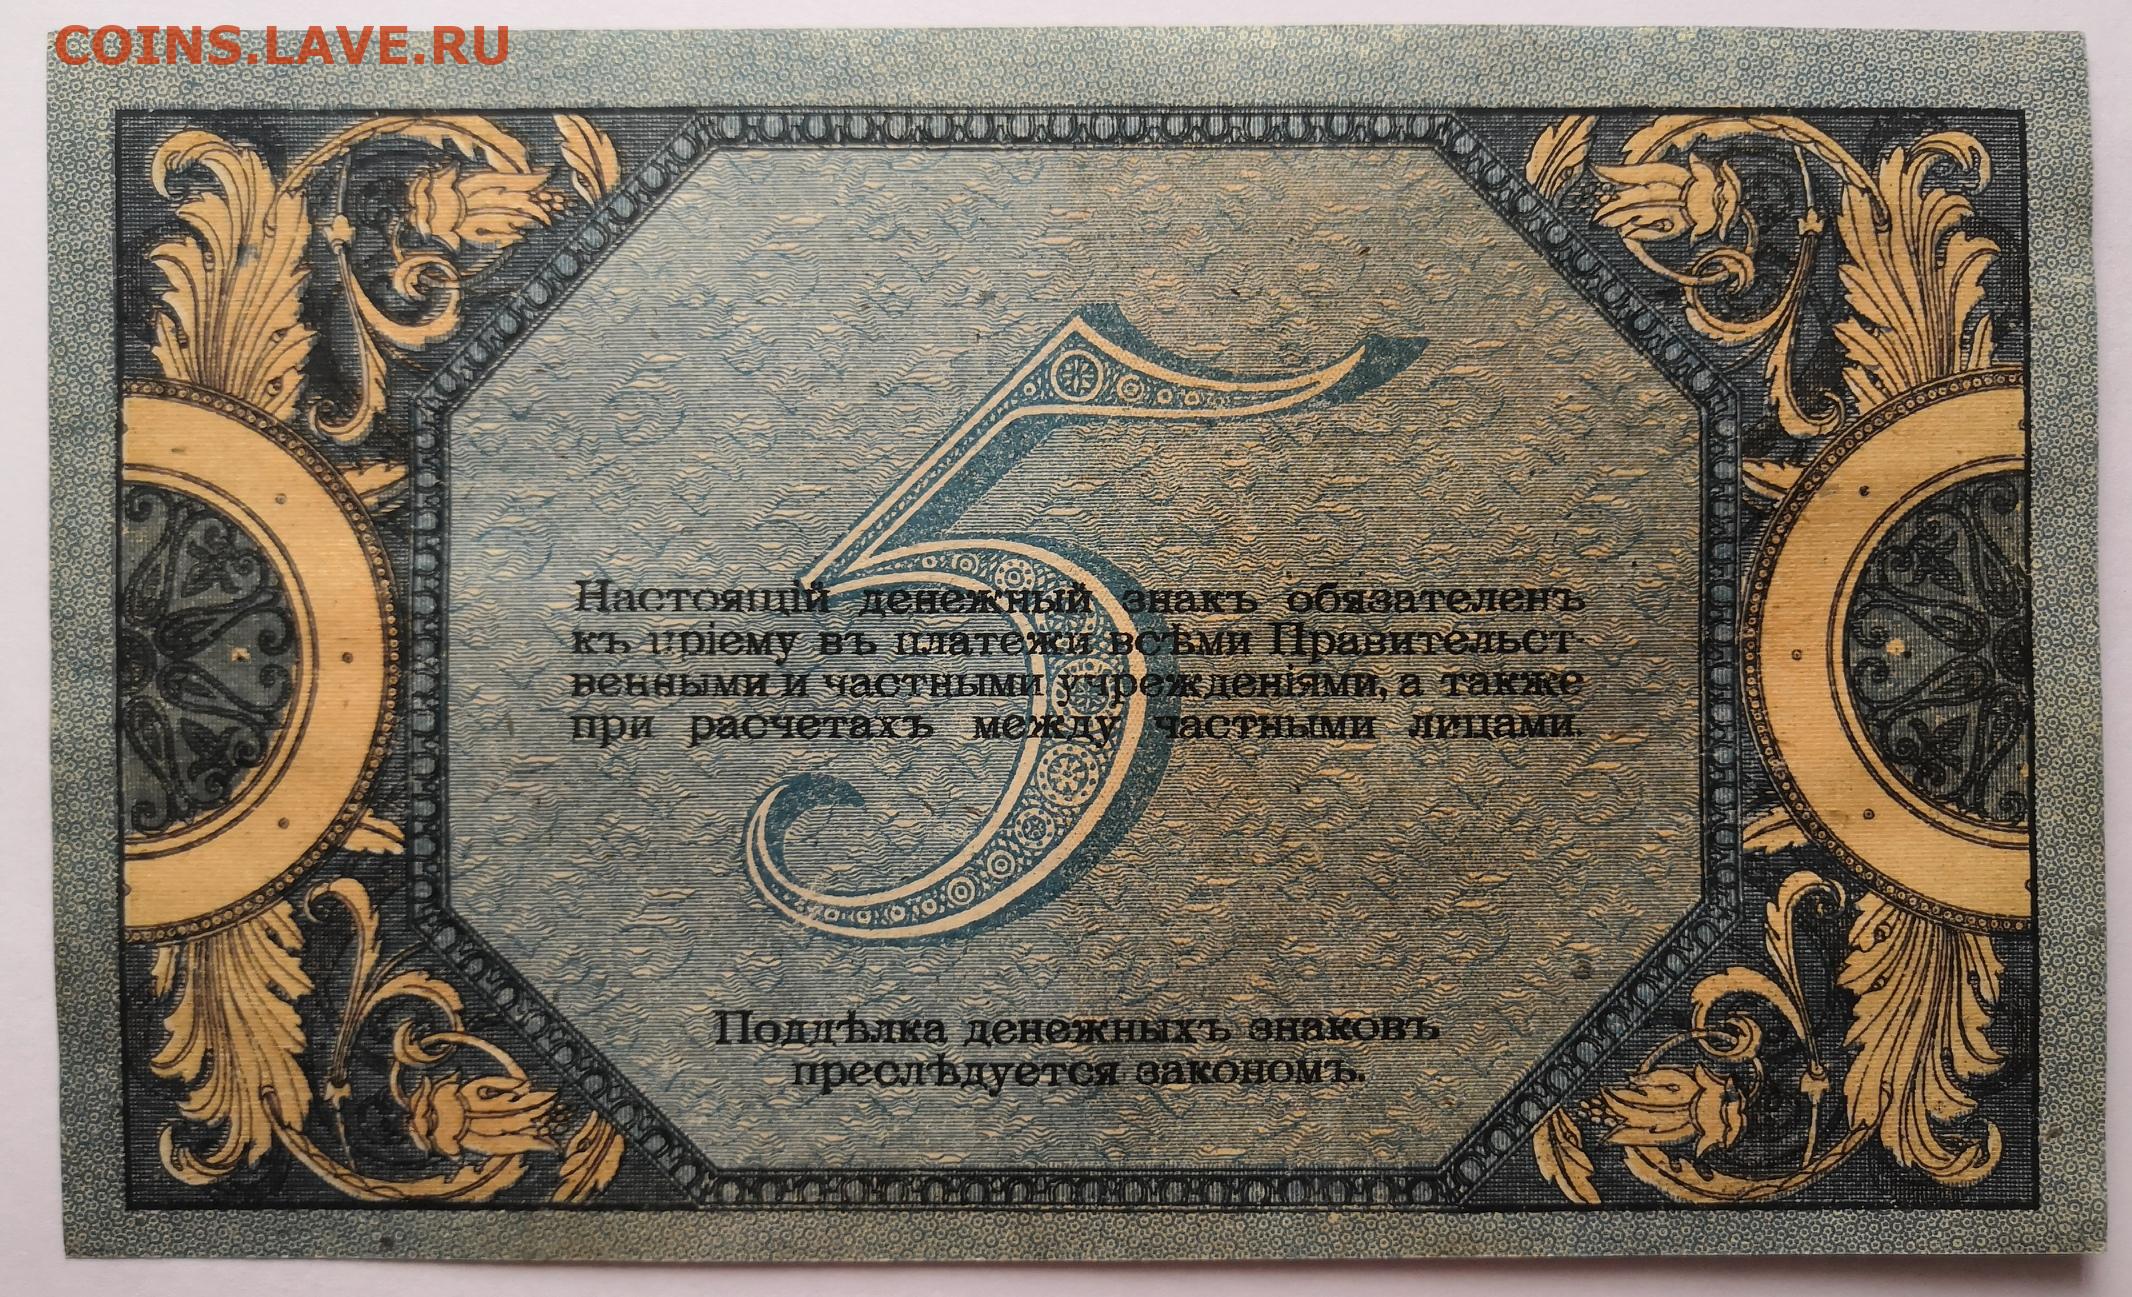 COINS.LAVE.RU
5
Настоящій денежный знакъ обязателенъ
къ пріему въ платежи всѣми Правительст-
венными и частными учрежденіями, а также
при расчетахъ между частными лицами.
Поддѣлка денежныхъ знаковъ
преслѣдуется закономъ.